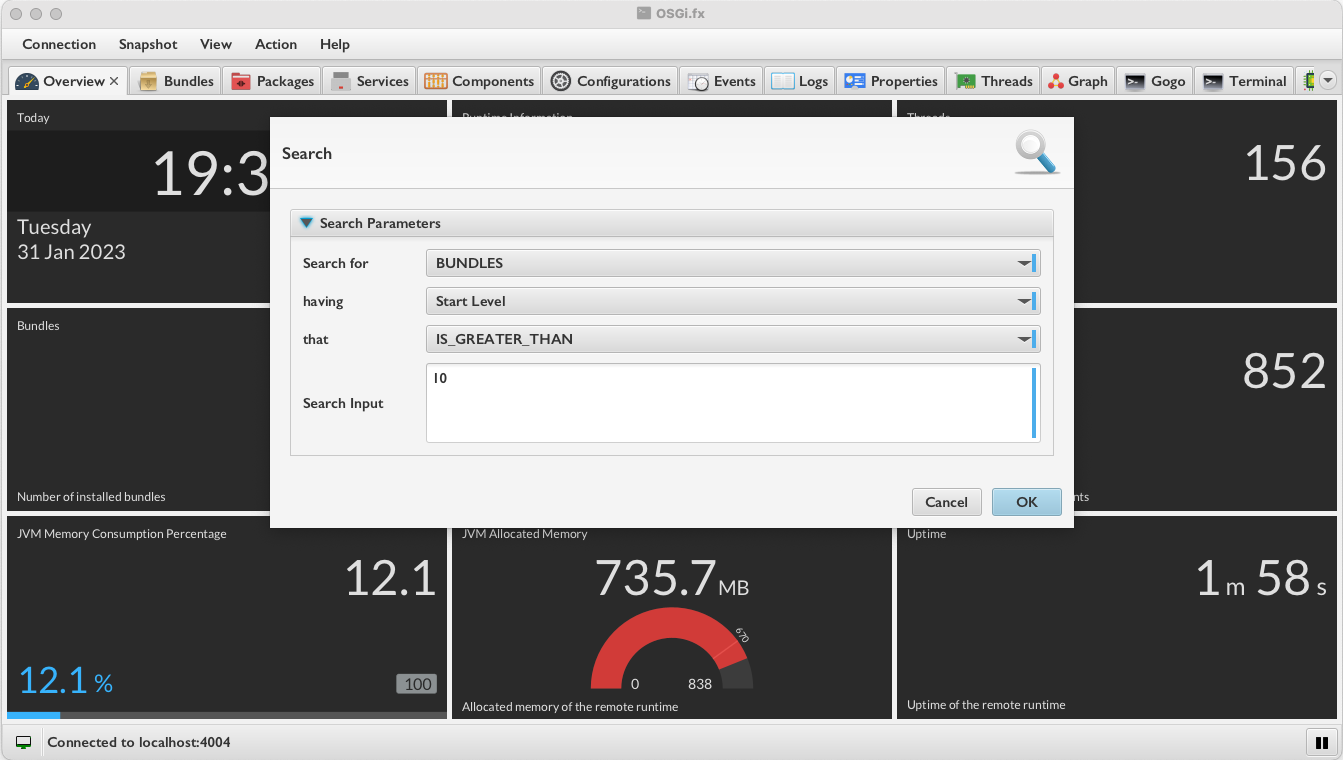 OSGi.fx
Connection Snapshot View Action Help
Overview Bundles Packages Services Components Configurations Events Logs Properties Threads Graph Gogo Terminal
Today
19:3
Tuesday
31 Jan 2023
Runtime Information
Threads
156
Search
Search Parameters
Search for BUNDLES
having Start Level
that IS_GREATER_THAN
Search Input 10
Cancel OK
Bundles
Number of installed bundles
852
nts
JVM Memory Consumption Percentage
12.1
12.1 %
100
JVM Allocated Memory
735.7 MB
670
0 838
Allocated memory of the remote runtime
Uptime
1 m 58 s
Uptime of the remote runtime
Connected to localhost:4004